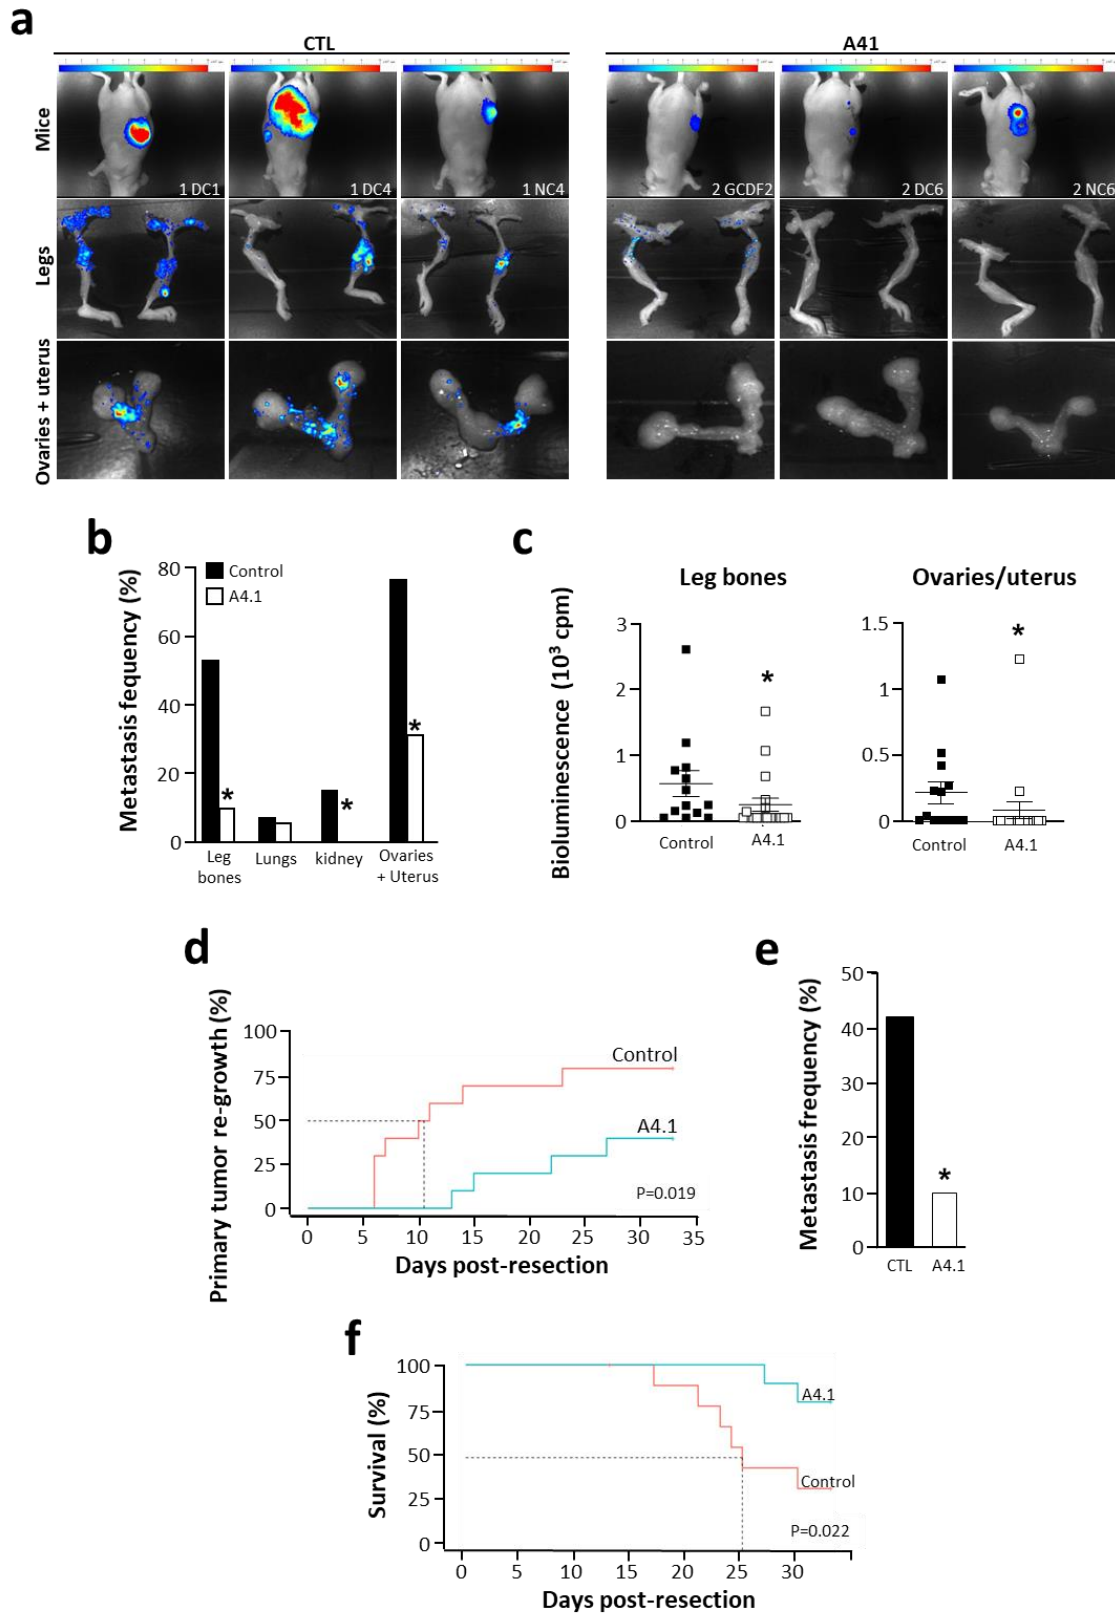 a
CTL
A41
Mice
1 DC1
1 DC4
1 NC4
2 GCDF2
2 DC6
2 NC6
Legs
Ovaries + uterus
b
Metastasis fequency (%)
80
60
40
20
0
Control
A4.1
*
*
*
Leg
bones
Lungs
kidney
Ovaries
+ Uterus
c
Bioluminescence (10³ cpm)
Leg bones
3
2
1
0
*
Control
A4.1
Ovaries/uterus
1.5
1
0.5
0
*
Control
A4.1
d
Primary tumor re-growth (%)
100
75
50
25
0
Control
A4.1
P=0.019
0 5 10 15 20 25 30 35
Days post-resection
e
Metastasis frequency (%)
50
40
30
20
10
0
*
CTL
A4.1
f
Survival (%)
100
75
50
25
0
A4.1
Control
P=0.022
0 5 10 15 20 25 30
Days post-resection